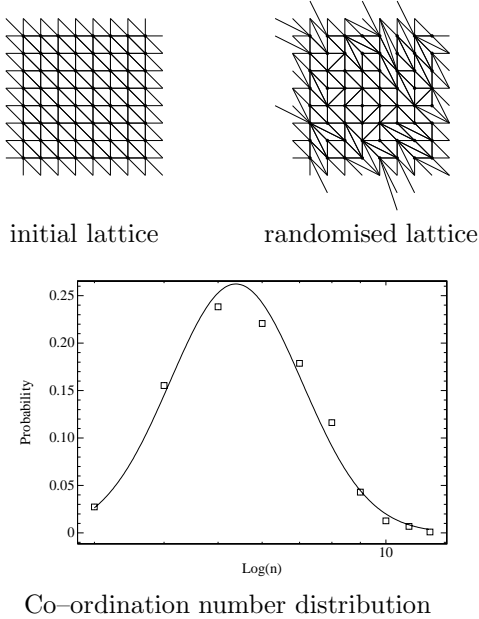 initial lattice
randomised lattice
0.25
0.20
0.15
0.10
0.05
0
Probability
10
Log(n)
Co–ordination number distribution